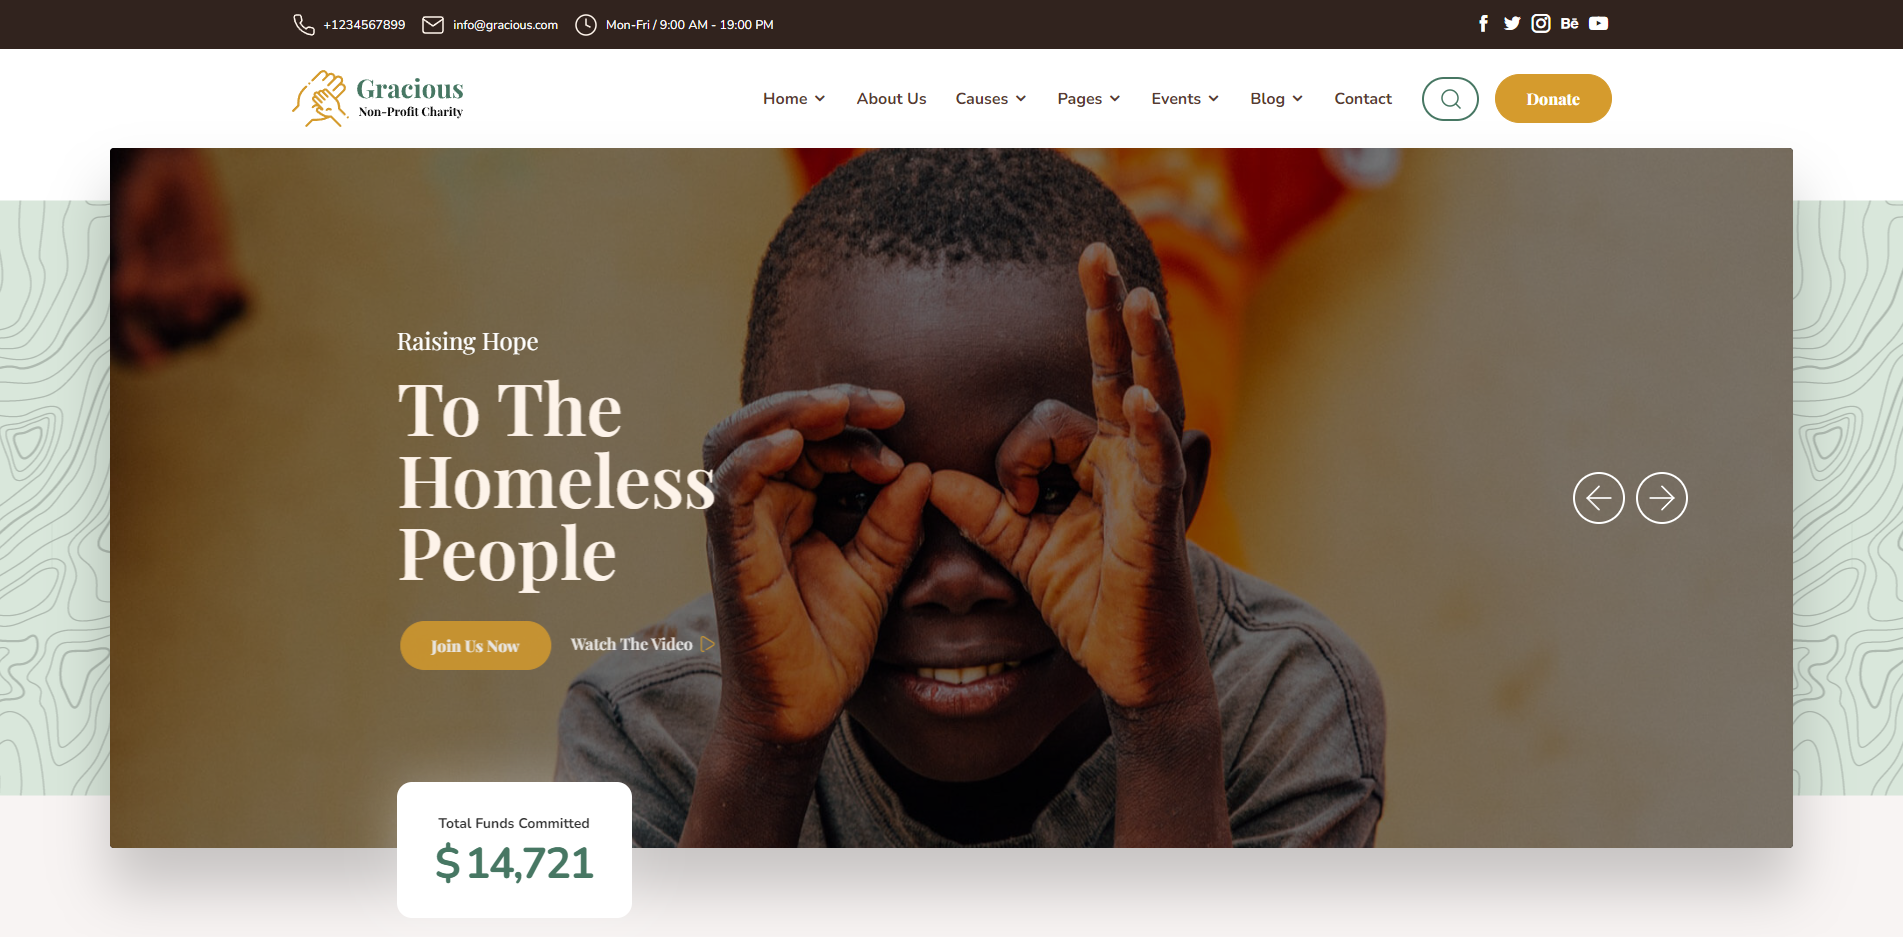 +1234567899 info@gracious.com Mon-Fri / 9:00 AM - 19:00 PM
Bē
Gracious
Non-Profit Charity
Home About Us Causes Pages Events Blog Contact Donate
Raising Hope
To The
Homeless
People
Join Us Now Watch The Video
Total Funds Committed
$ 14,721